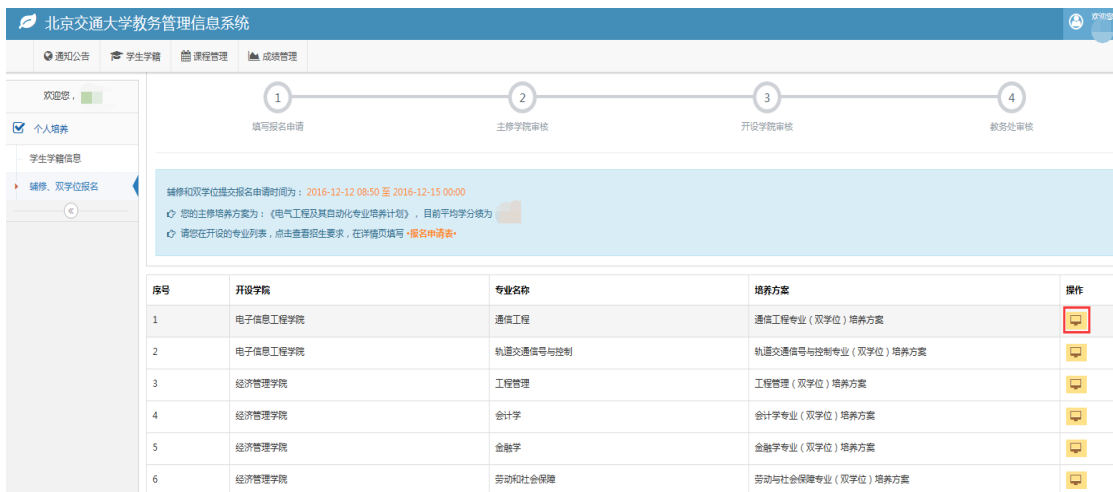 北京交通大学教务管理信息系统
欢迎您
通知公告 学生学籍 课程管理 成绩管理
欢迎您，
个人培养
学生学籍信息
辅修、双学位报名
1 2 3 4
填写报名申请 主修学院审核 开设学院审核 教务处审核
辅修和双学位提交报名申请时间为： 2016-12-12 08:50 至 2016-12-15 00:00
您的主修培养方案为：《电气工程及其自动化专业培养计划》，目前平均学分绩为
请您在开设的专业列表，点击查看招生要求，在详情页填写 •报名申请表•
序号 开设学院 专业名称 培养方案 操作
1 电子信息工程学院 通信工程 通信工程专业（双学位）培养方案
2 电子信息工程学院 轨道交通信号与控制 轨道交通信号与控制专业（双学位）培养方案
3 经济管理学院 工程管理 工程管理（双学位）培养方案
4 经济管理学院 会计学 会计学专业（双学位）培养方案
5 经济管理学院 金融学 金融学专业（双学位）培养方案
6 经济管理学院 劳动和社会保障 劳动与社会保障专业（双学位）培养方案